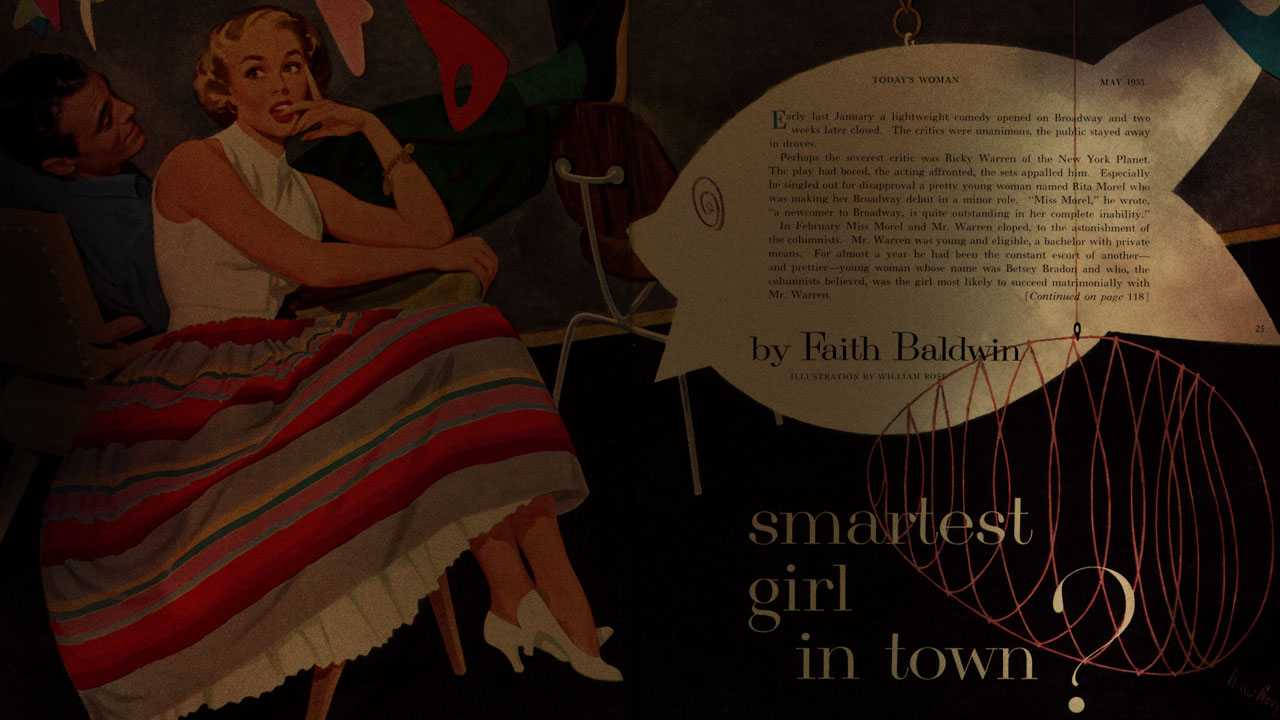 TODAY'S WOMAN
MAY 1953
Early last January a lightweight comedy opened on Broadway and two
weeks later closed. The critics were unanimous, the public stayed away
in droves.
Perhaps the severest critic was Ricky Warren of the New York Planet.
The play had bored, the acting affronted, the sets appalled him. Especially
he singled out for disapproval a pretty young woman named Rita Morel who
was making her Broadway debut in a minor role. "Miss Morel," he wrote,
"a newcomer to Broadway, is quite outstanding in her complete inability."
In February Miss Morel and Mr. Warren eloped, to the astonishment of
the columnists. Mr. Warren was young and eligible, a bachelor with private
means. For almost a year he had been the constant escort of another—
and prettier—young woman whose name was Betsey Bradon and who, the
columnists believed, was the girl most likely to succeed matrimonially with
Mr. Warren.
[Continued on page 118]
25
by Faith Baldwin
ILLUSTRATION BY WILLIAM ROSE
smartest
girl
in town?